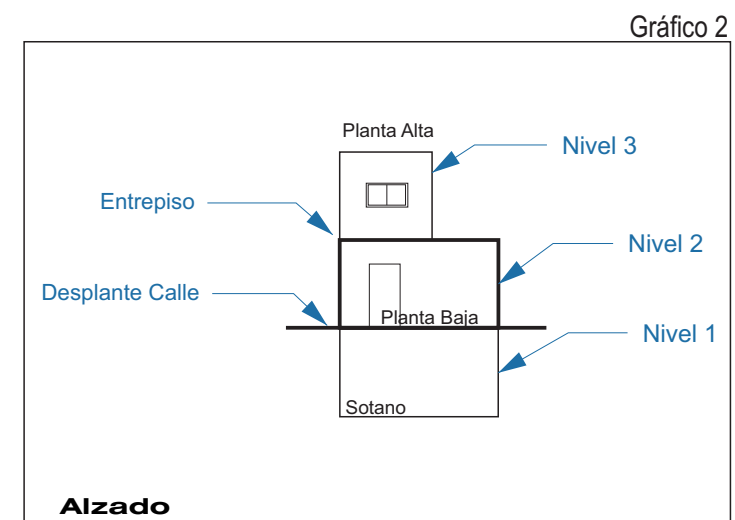 Gráfico 2
Planta Alta
Nivel 3
Entrepiso
Nivel 2
Desplante Calle
Planta Baja
Nivel 1
Sotano
Alzado